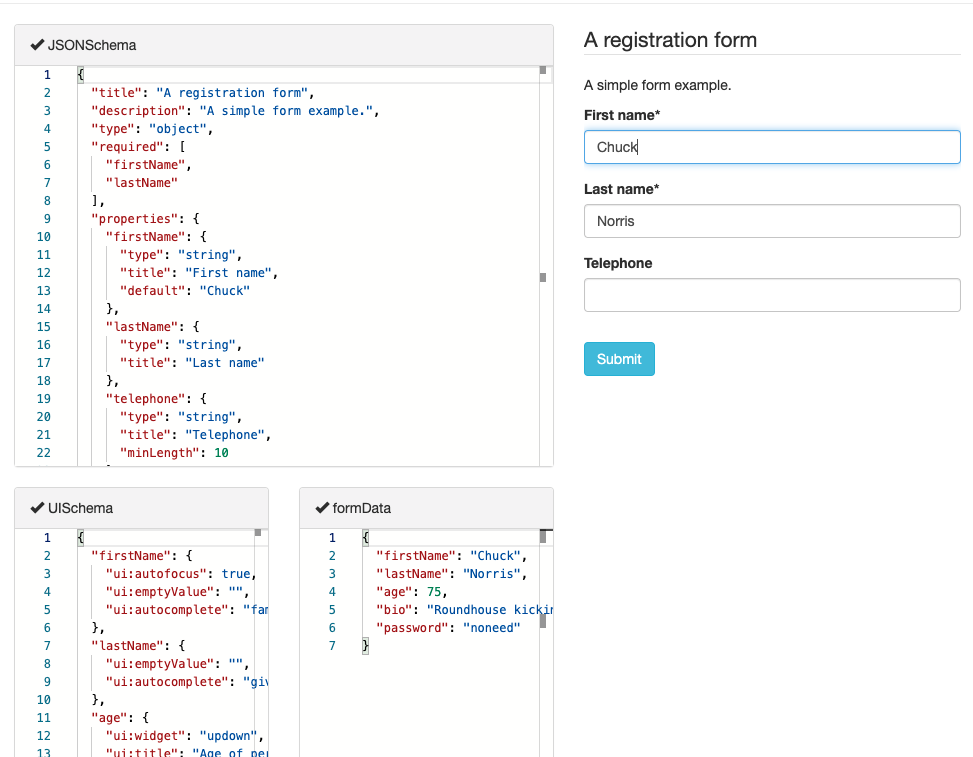 JSONSchema
1 {
2 "title": "A registration form",
3 "description": "A simple form example.",
4 "type": "object",
5 "required": [
6 "firstName",
7 "lastName"
8 ],
9 "properties": {
10 "firstName": {
11 "type": "string",
12 "title": "First name",
13 "default": "Chuck"
14 },
15 "lastName": {
16 "type": "string",
17 "title": "Last name"
18 },
19 "telephone": {
20 "type": "string",
21 "title": "Telephone",
22 "minLength": 10
UISchema
1 {
2 "firstName": {
3 "ui:autofocus": true,
4 "ui:emptyValue": "",
5 "ui:autocomplete": "fam
6 },
7 "lastName": {
8 "ui:emptyValue": "",
9 "ui:autocomplete": "giv
10 },
11 "age": {
12 "ui:widget": "updown",
13 "ui:title": "Age of per
formData
1 {
2 "firstName": "Chuck",
3 "lastName": "Norris",
4 "age": 75,
5 "bio": "Roundhouse kickin
6 "password": "noneed"
7 }
A registration form
A simple form example.
First name*
Chuck
Last name*
Norris
Telephone
Submit